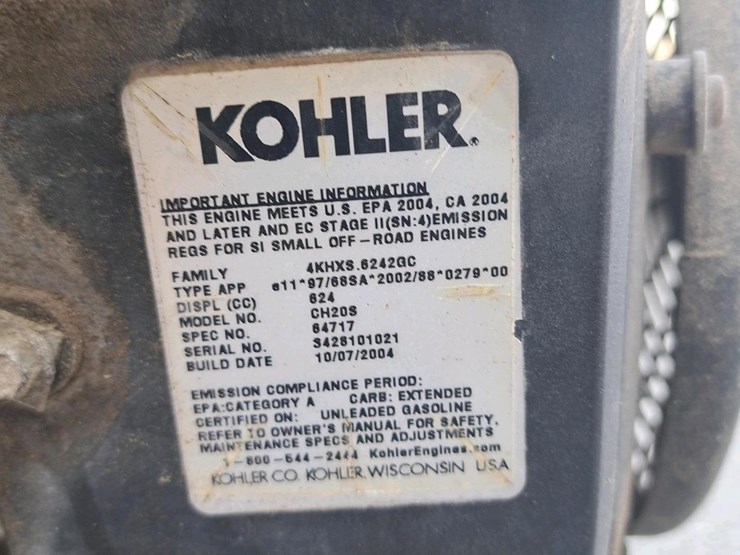 KOHLER.
IMPORTANT ENGINE INFORMATION
THIS ENGINE MEETS U.S. EPA 2004, CA 2004
AND LATER AND EC STAGE II(SN:4)EMISSION
REGS FOR SI SMALL OFF-ROAD ENGINES
FAMILY 4KHXS.6242GC
TYPE APP e11*97/68SA*2002/88*0279*00
DISPL (CC) 624
MODEL NO. CH20S
SPEC NO. 64717
SERIAL NO. 3428101021
BUILD DATE 10/07/2004
EMISSION COMPLIANCE PERIOD:
EPA:CATEGORY A CARB: EXTENDED
CERTIFIED ON: UNLEADED GASOLINE
REFER TO OWNER'S MANUAL FOR SAFETY,
MAINTENANCE SPECS AND ADJUSTMENTS
1-800-544-2444 KohlerEngines.com
KOHLER CO. KOHLER, WISCONSIN USA